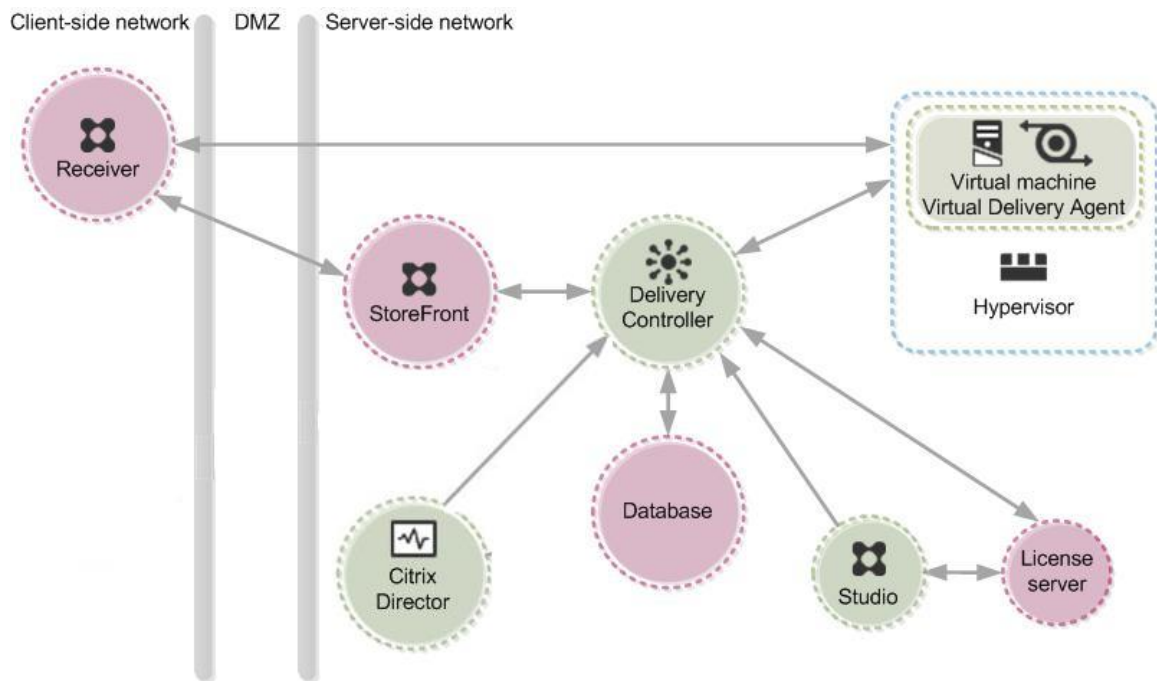 Client-side network
DMZ
Server-side network
Receiver
Virtual machine
Virtual Delivery Agent
StoreFront
Delivery
Controller
Hypervisor
Database
Citrix
Director
Studio
License
server